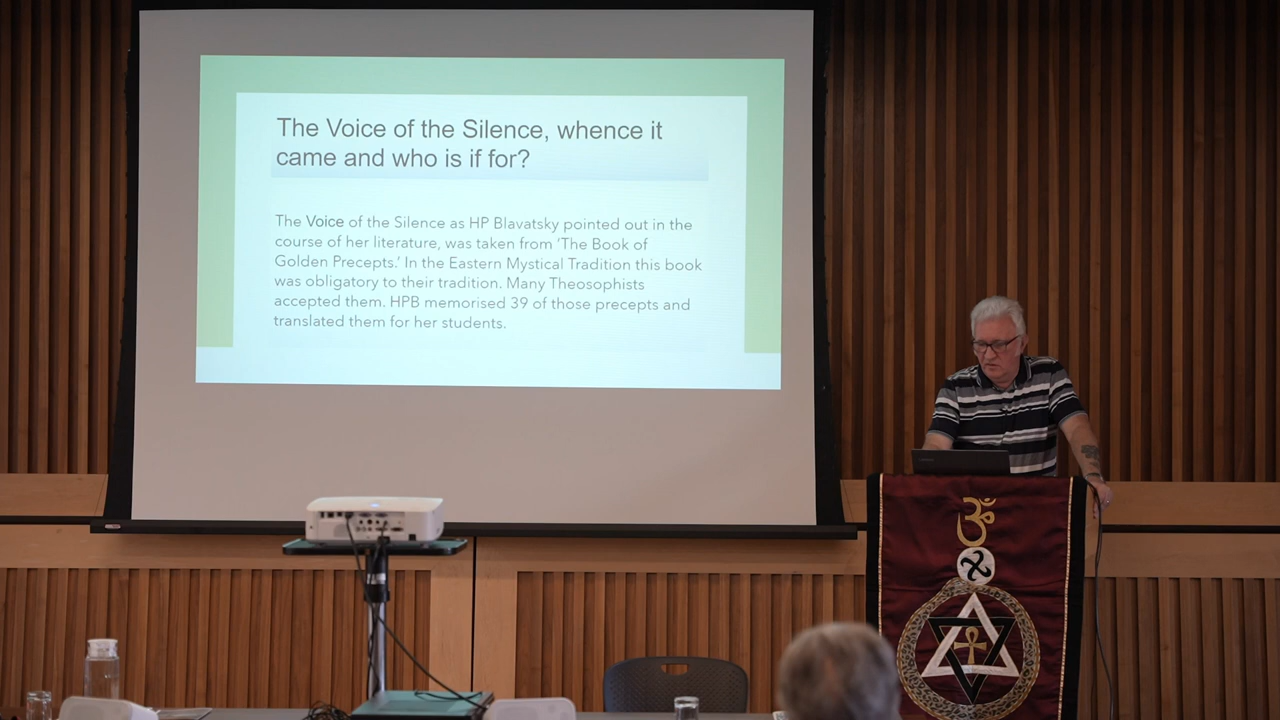 The Voice of the Silence, whence it
came and who is if for?
The Voice of the Silence as HP Blavatsky pointed out in the
course of her literature, was taken from ‘The Book of
Golden Precepts.’ In the Eastern Mystical Tradition this book
was obligatory to their tradition. Many Theosophists
accepted them. HPB memorised 39 of those precepts and
translated them for her students.
ॐ